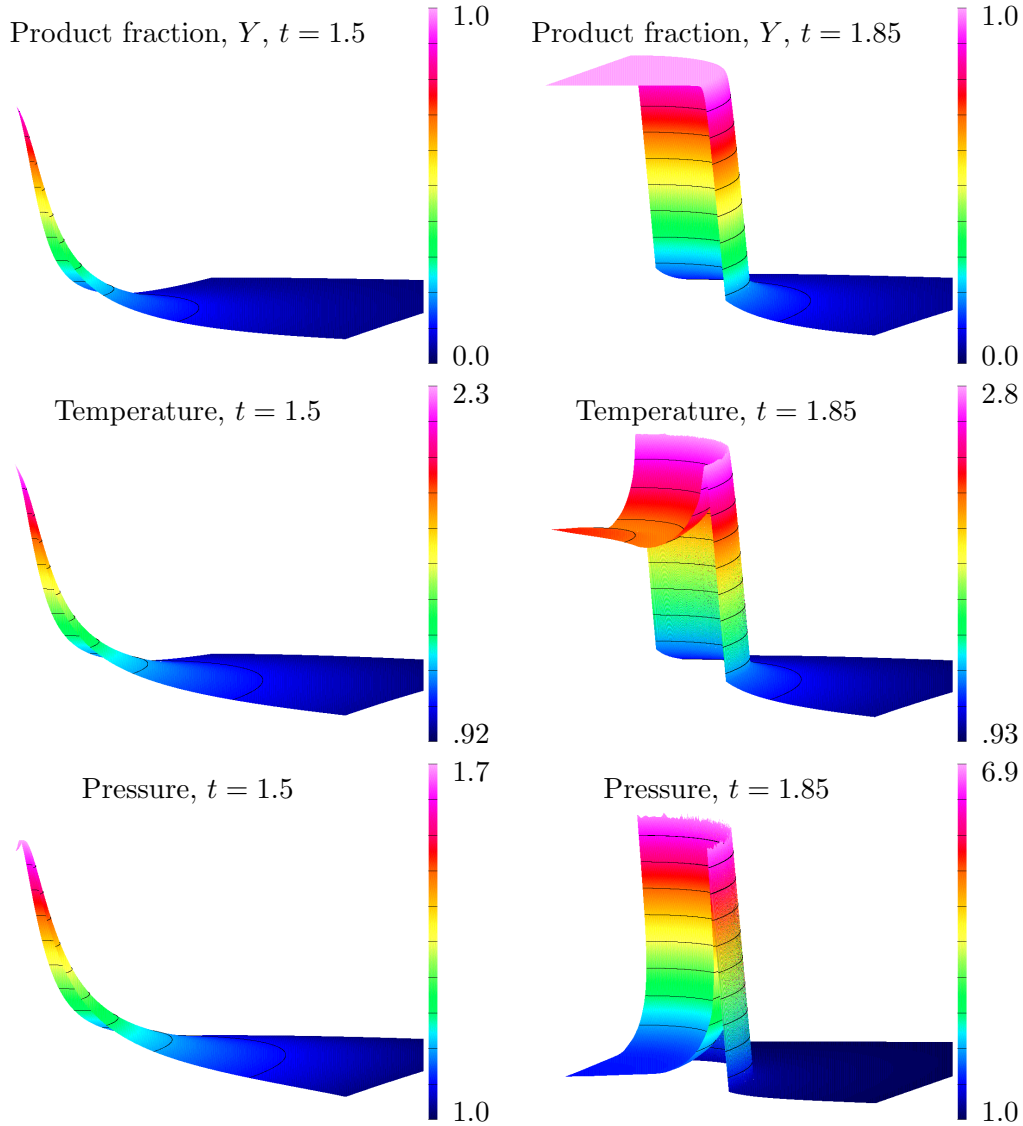 Product fraction, Y, t = 1.5
1.0
0.0
Product fraction, Y, t = 1.85
1.0
0.0
Temperature, t = 1.5
2.3
.92
Temperature, t = 1.85
2.8
.93
Pressure, t = 1.5
1.7
1.0
Pressure, t = 1.85
6.9
1.0